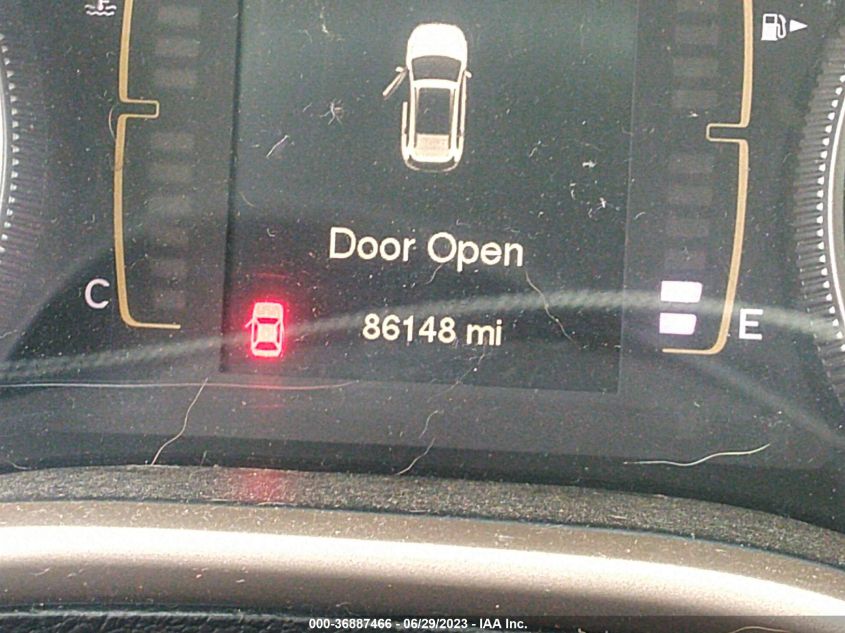 Door Open
C
86148 mi
E
000-36887466 - 06/29/2023 - IAA Inc.